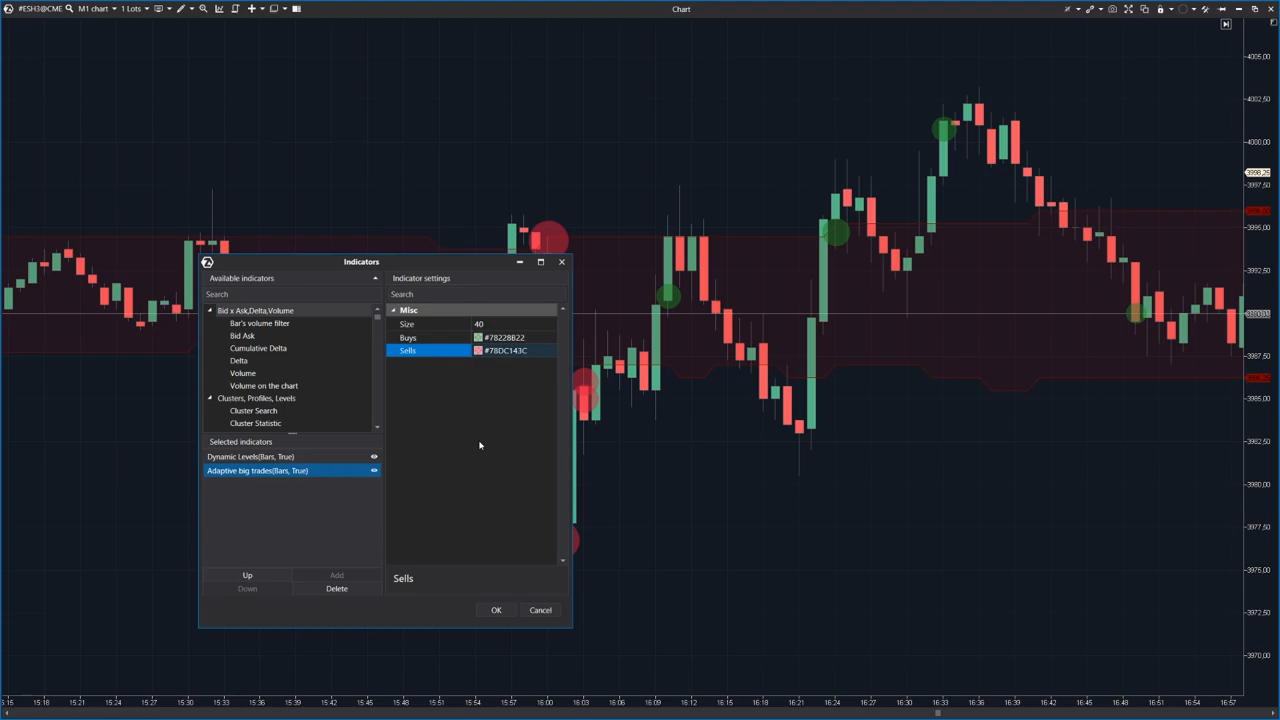 #ESH3@CME M1 chart 1 Lots Chart
4005,00
4002,50
4000,00
3998,25
3997,50
3995,00
3992,50
3987,50
3985,00
3982,50
3980,00
3977,50
3975,00
3972,50
3970,00
Indicators
Available indicators
Search
Bid x Ask,Delta,Volume
Bar's volume filter
Bid Ask
Cumulative Delta
Delta
Volume
Volume on the chart
Clusters, Profiles, Levels
Cluster Search
Cluster Statistic
Selected indicators
Dynamic Levels(Bars, True)
Adaptive big trades(Bars, True)
Up Add
Down Delete
Indicator settings
Search
Misc
Size 40
Buys #78228B22
Sells #78DC143C
Sells
OK Cancel
15:15 15:18 15:21 15:24 15:27 15:30 15:33 15:36 15:39 15:42 15:45 15:48 15:51 15:54 15:57 16:00 16:03 16:06 16:09 16:12 16:15 16:18 16:21 16:24 16:27 16:30 16:33 16:36 16:39 16:42 16:45 16:48 16:51 16:54 16:57